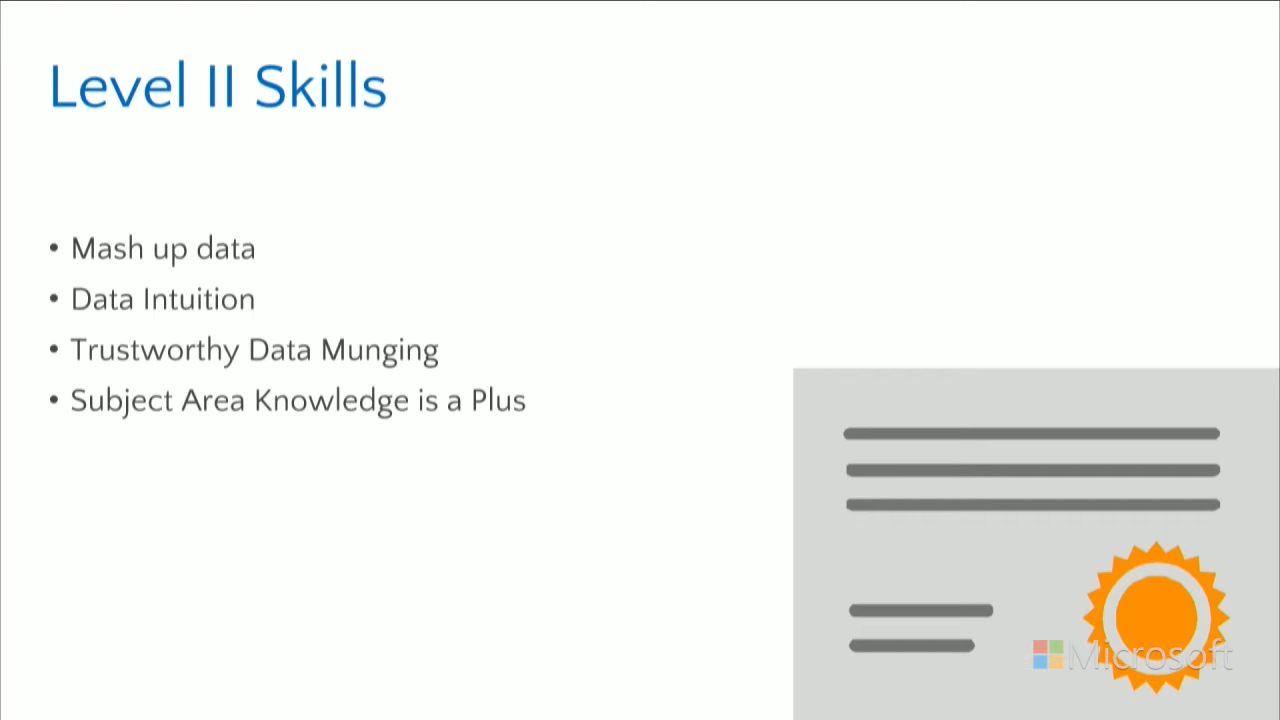 Level II Skills
• Mash up data
• Data Intuition
• Trustworthy Data Munging
• Subject Area Knowledge is a Plus
Microsoft